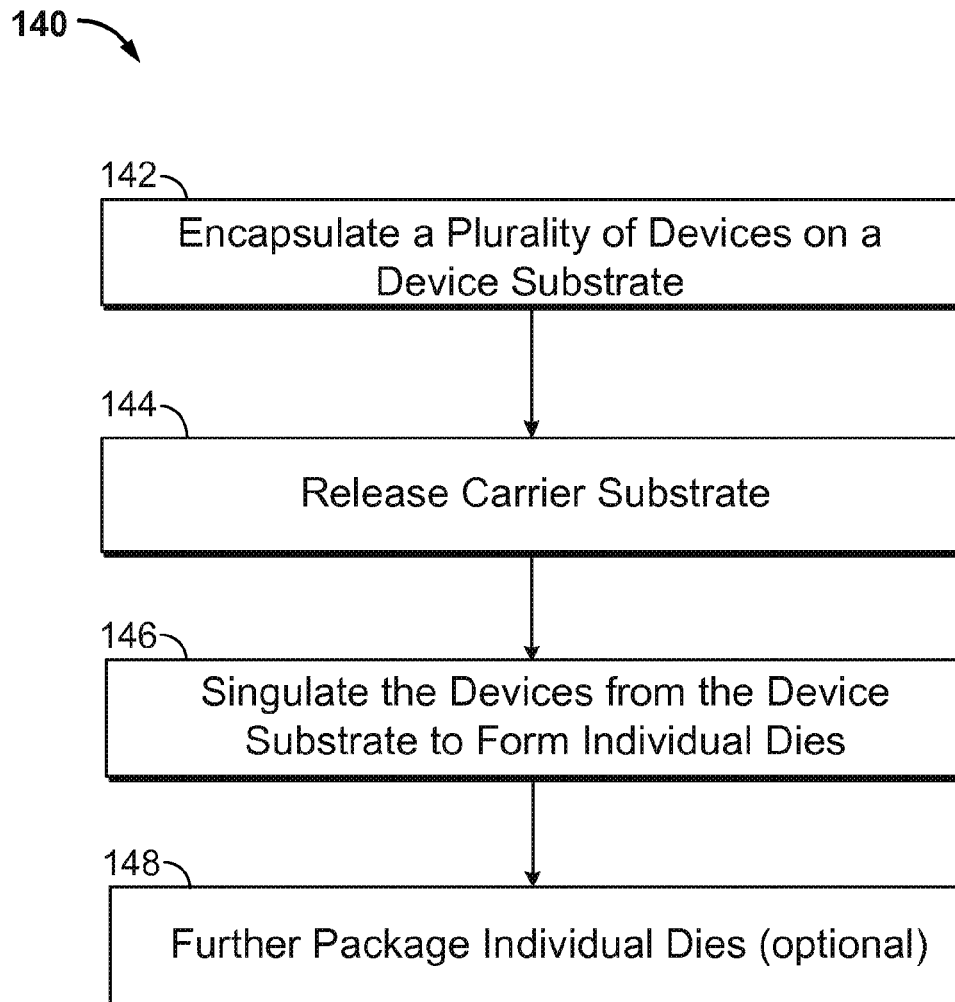 140
142
Encapsulate a Plurality of Devices on a
Device Substrate
144
Release Carrier Substrate
146
Singulate the Devices from the Device
Substrate to Form Individual Dies
148
Further Package Individual Dies (optional)